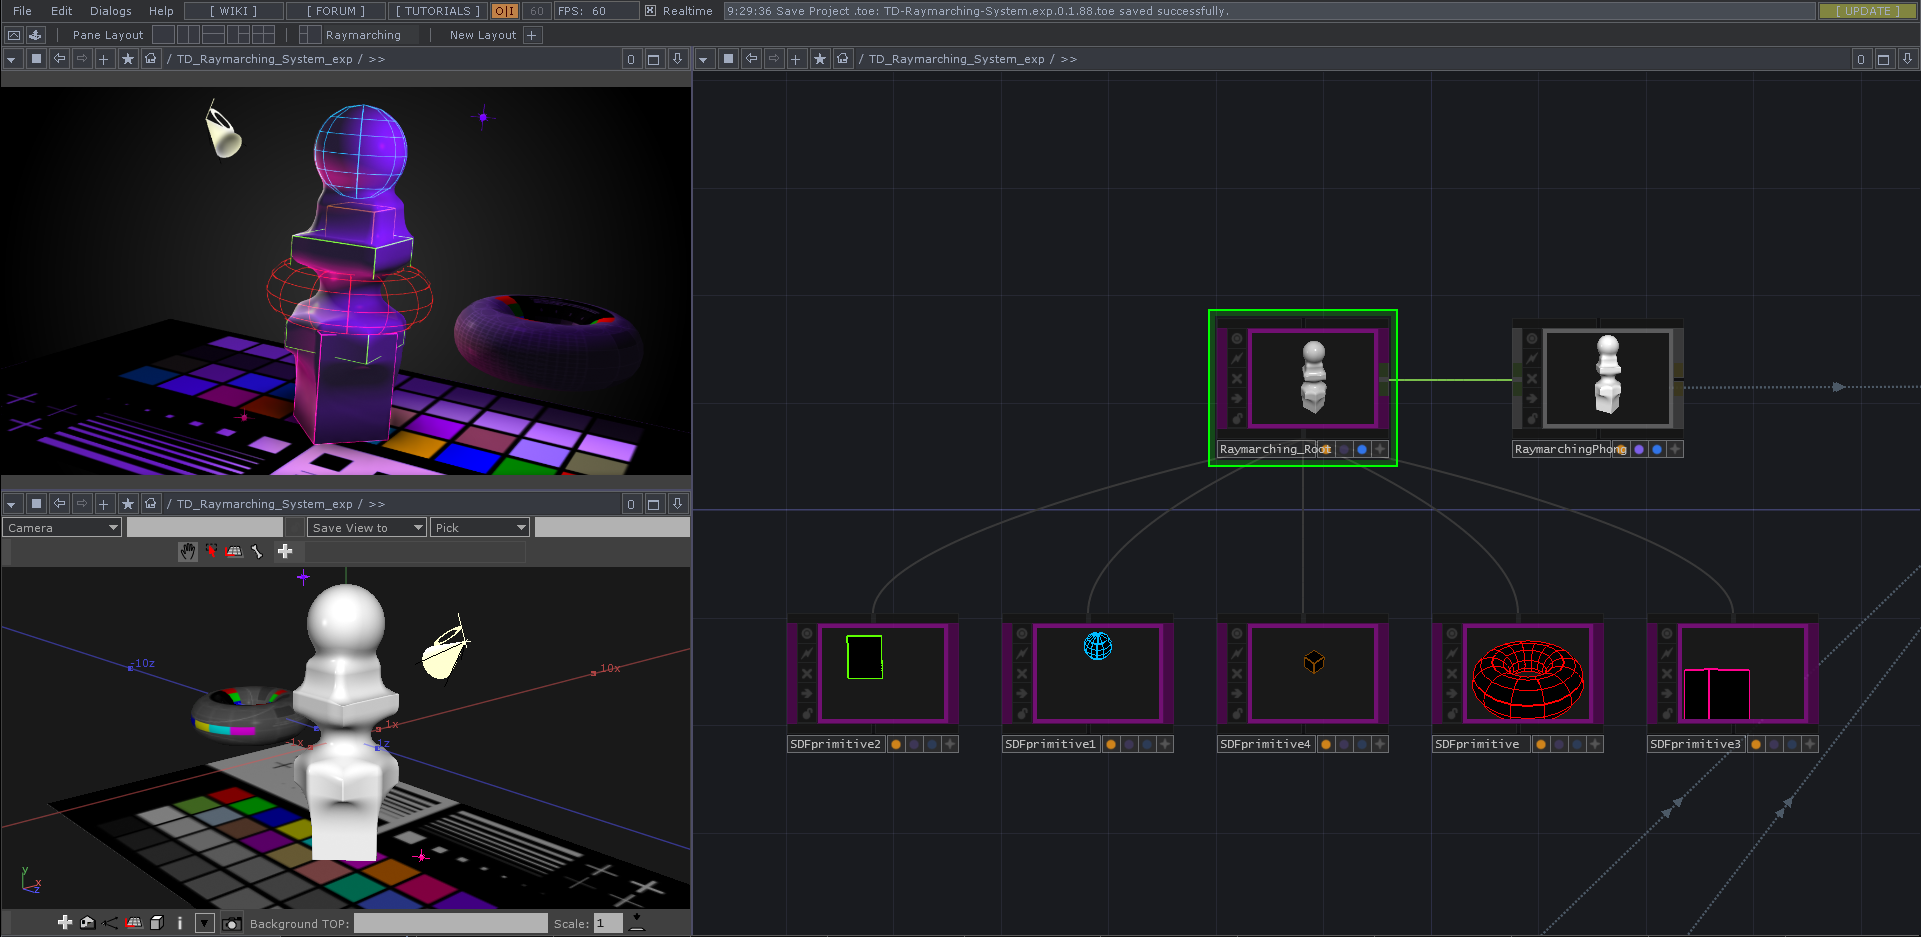 File Edit Dialogs Help [ WIKI ] [ FORUM ] [ TUTORIALS ] O|I 60 FPS: 60 Realtime 9:29:36 Save Project .toe: TD-Raymarching-System.exp.0.1.88.toe saved successfully. [ UPDATE ]
Pane Layout Raymarching New Layout
/ TD_Raymarching_System_exp / >> 0
/ TD_Raymarching_System_exp / >> 0
Raymarching_Root
RaymarchingPhong
/ TD_Raymarching_System_exp / >> 0
Camera Save View to Pick
-10z
10x
1x
-1x
1z
SDFprimitive2
SDFprimitive1
SDFprimitive4
SDFprimitive
SDFprimitive3
y
x
z
Background TOP: Scale: 1